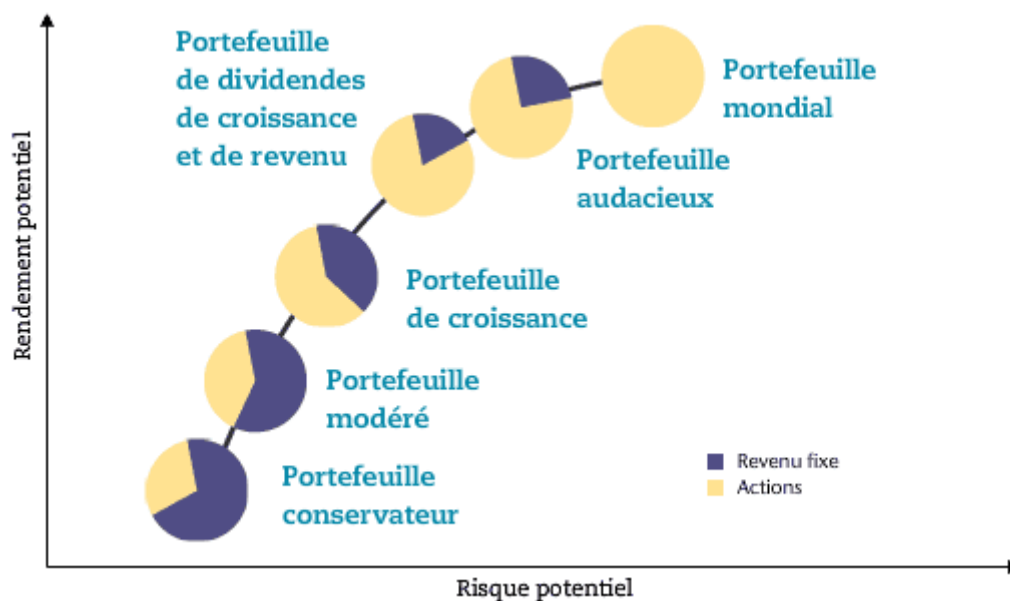 Portefeuille
de dividendes
de croissance
et de revenu
Portefeuille
mondial
Portefeuille
audacieux
Portefeuille
de croissance
Portefeuille
modéré
Portefeuille
conservateur
Revenu fixe
Actions
Rendement potentiel
Risque potentiel